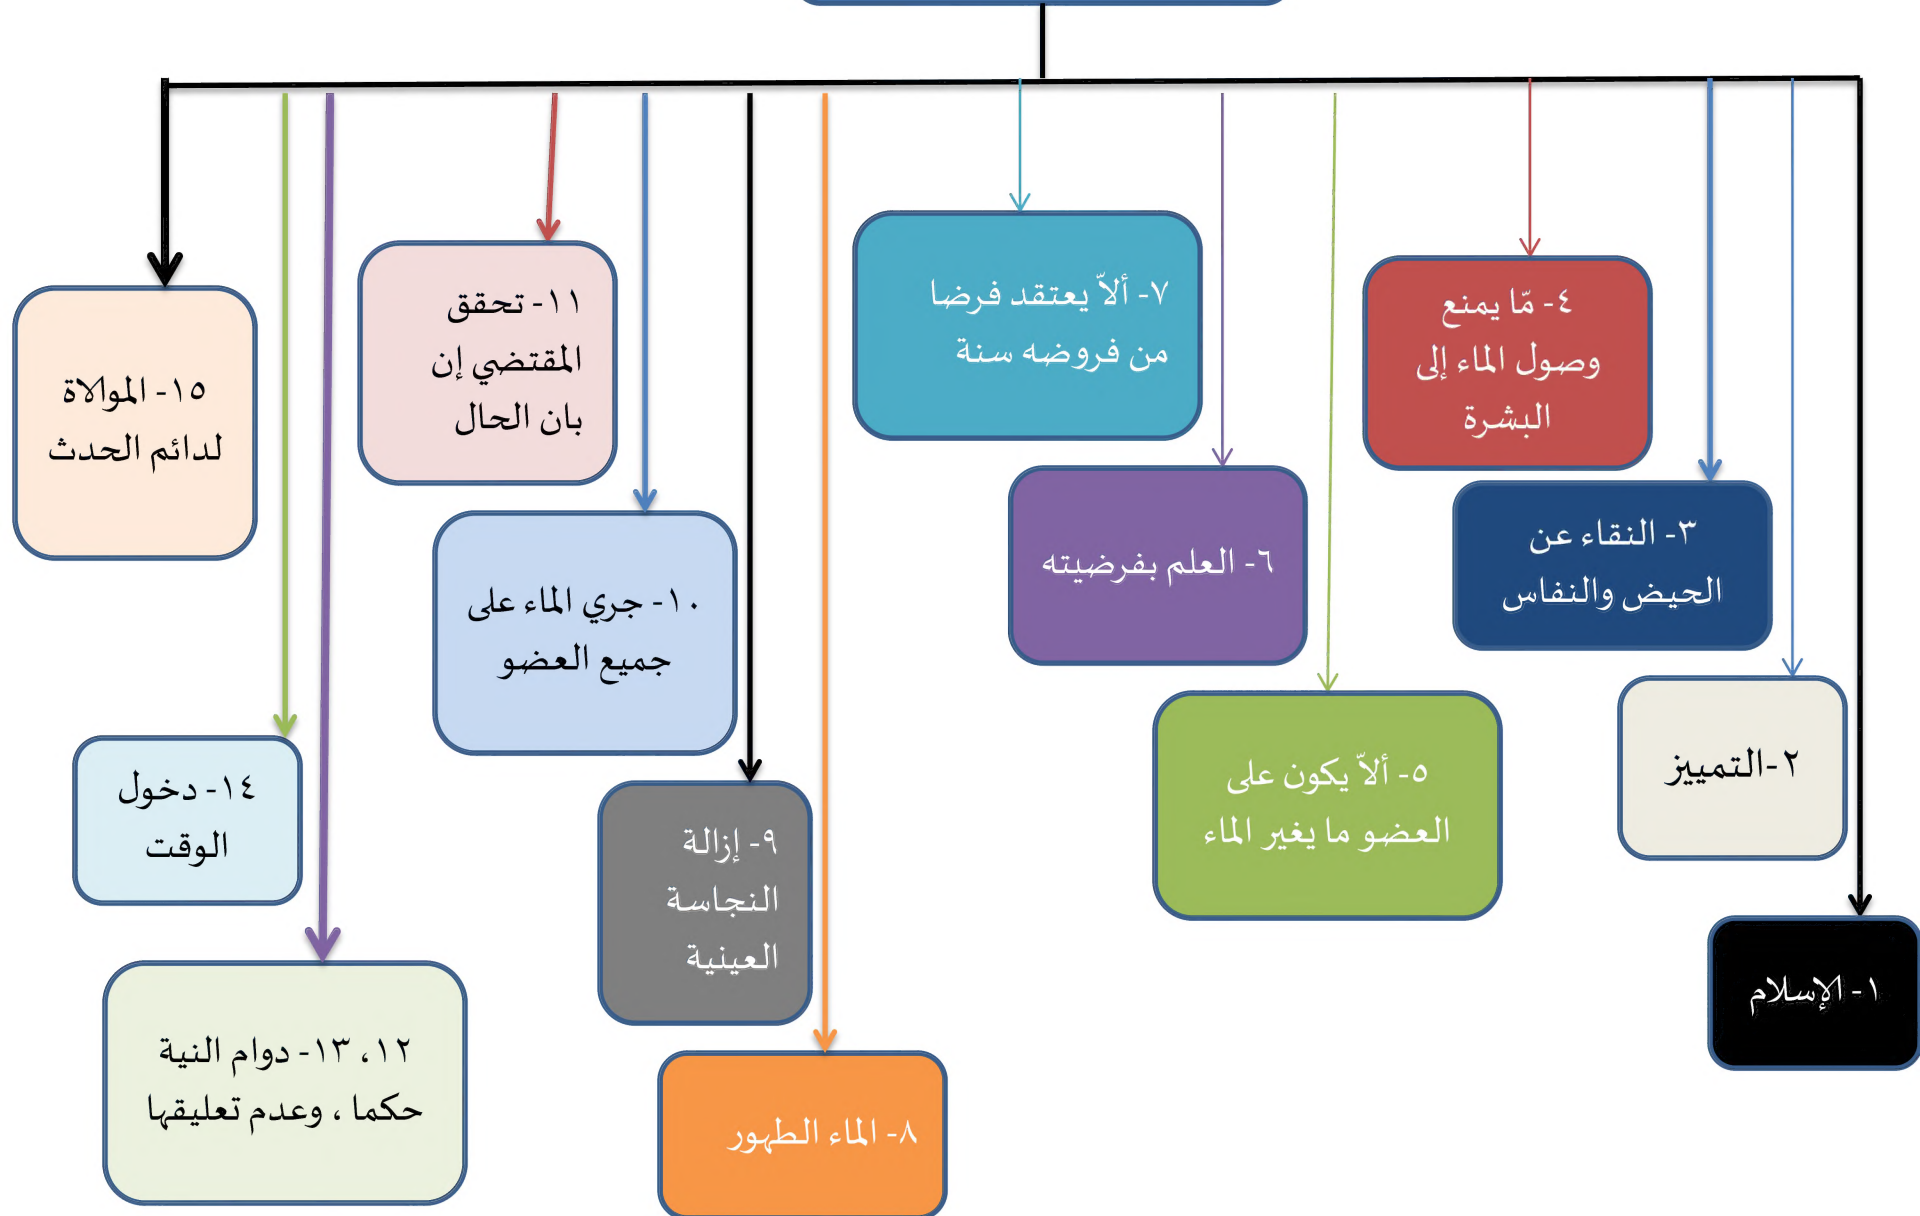 ١- الإسلام
٢-التمييز
٣- النقاء عن
الحيض والنفاس
٤- مّا يمنع
وصول الماء إلى
البشرة
٥- ألاّ يكون على
العضو ما يغير الماء
٦- العلم بفرضيته
٧- ألاّ يعتقد فرضا
من فروضه سنة
٨- الماء الطهور
٩- إزالة
النجاسة
العينية
١٠- جري الماء على
جميع العضو
١١- تحقق
المقتضي إن
بان الحال
١٢، ١٣- دوام النية
حكما ، وعدم تعليقها
١٤- دخول
الوقت
١٥- الموالاة
لدائم الحدث